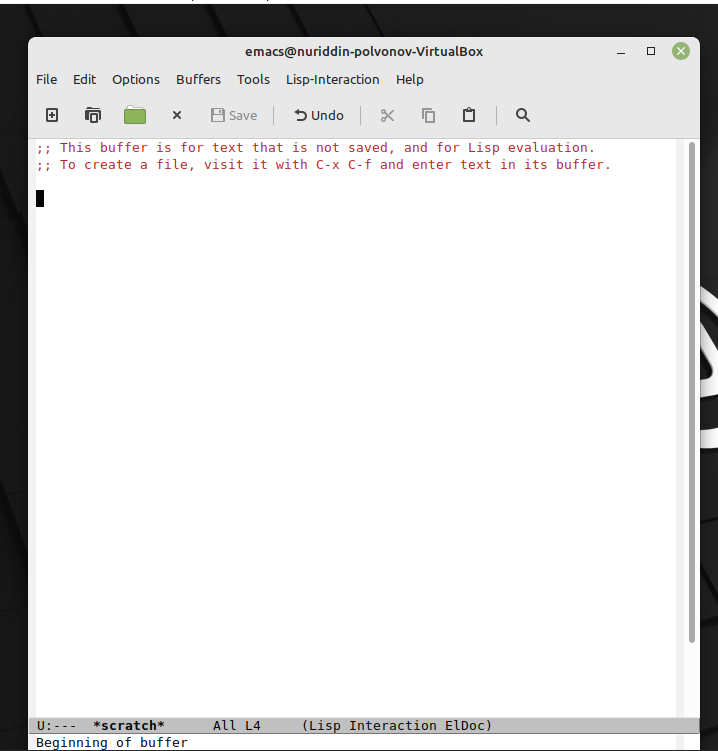 emacs@nuriddin-polvonov-VirtualBox
File Edit Options Buffers Tools Lisp-Interaction Help
Save Undo
;; This buffer is for text that is not saved, and for Lisp evaluation.
;; To create a file, visit it with C-x C-f and enter text in its buffer.
U:--- *scratch* All L4 (Lisp Interaction ElDoc)
Beginning of buffer